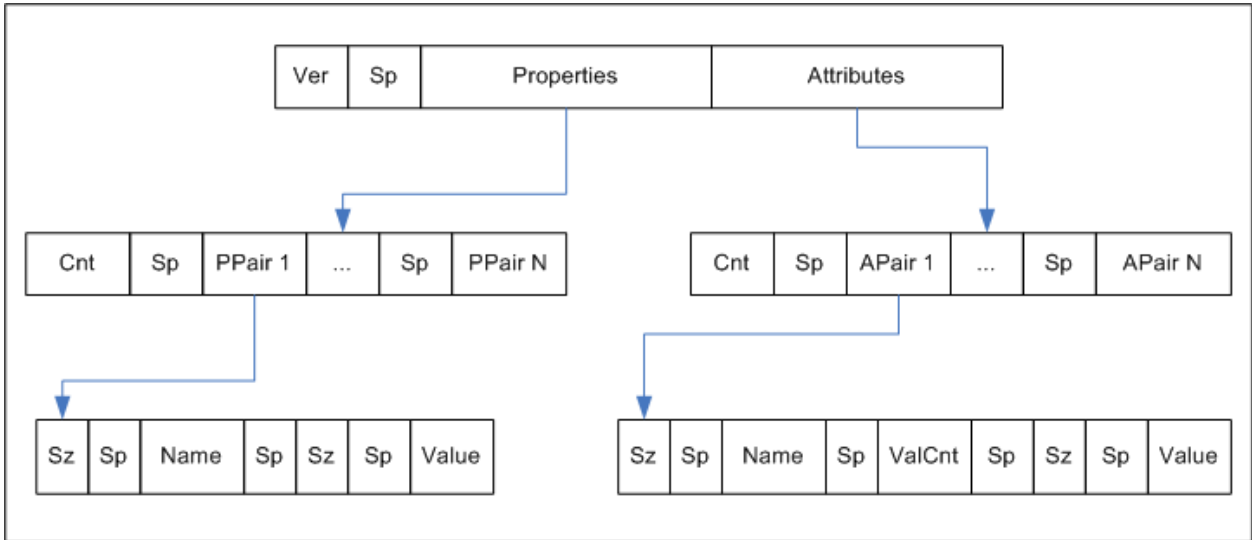 Ver Sp Properties Attributes
Cnt Sp PPair 1 ... Sp PPair N Cnt Sp APair 1 ... Sp APair N
Sz Sp Name Sp Sz Sp Value Sz Sp Name Sp ValCnt Sp Sz Sp Value